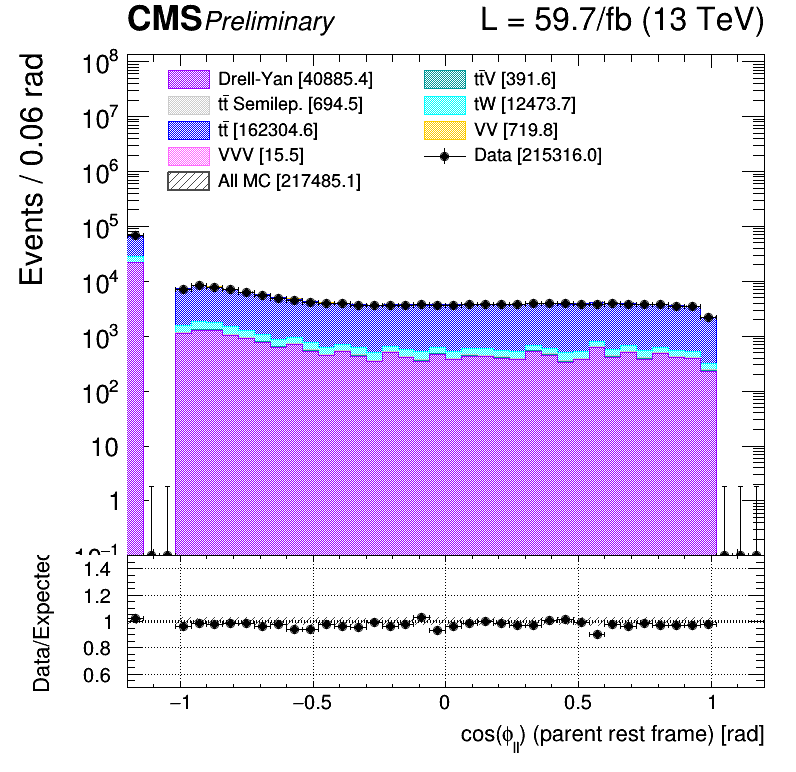 CMS Preliminary L = 59.7/fb (13 TeV)
Events / 0.06 rad
10⁸
10⁷
10⁶
10⁵
10⁴
10³
10²
10
1
10⁻¹
Drell-Yan [40885.4]
tt̄ Semilep. [694.5]
tt̄ [162304.6]
VVV [15.5]
All MC [217485.1]
tt̄V [391.6]
tW [12473.7]
VV [719.8]
Data [215316.0]
Data/Expected
1.4
1.2
1
0.8
0.6
−1 −0.5 0 0.5 1
cos(ϕ_ll) (parent rest frame) [rad]